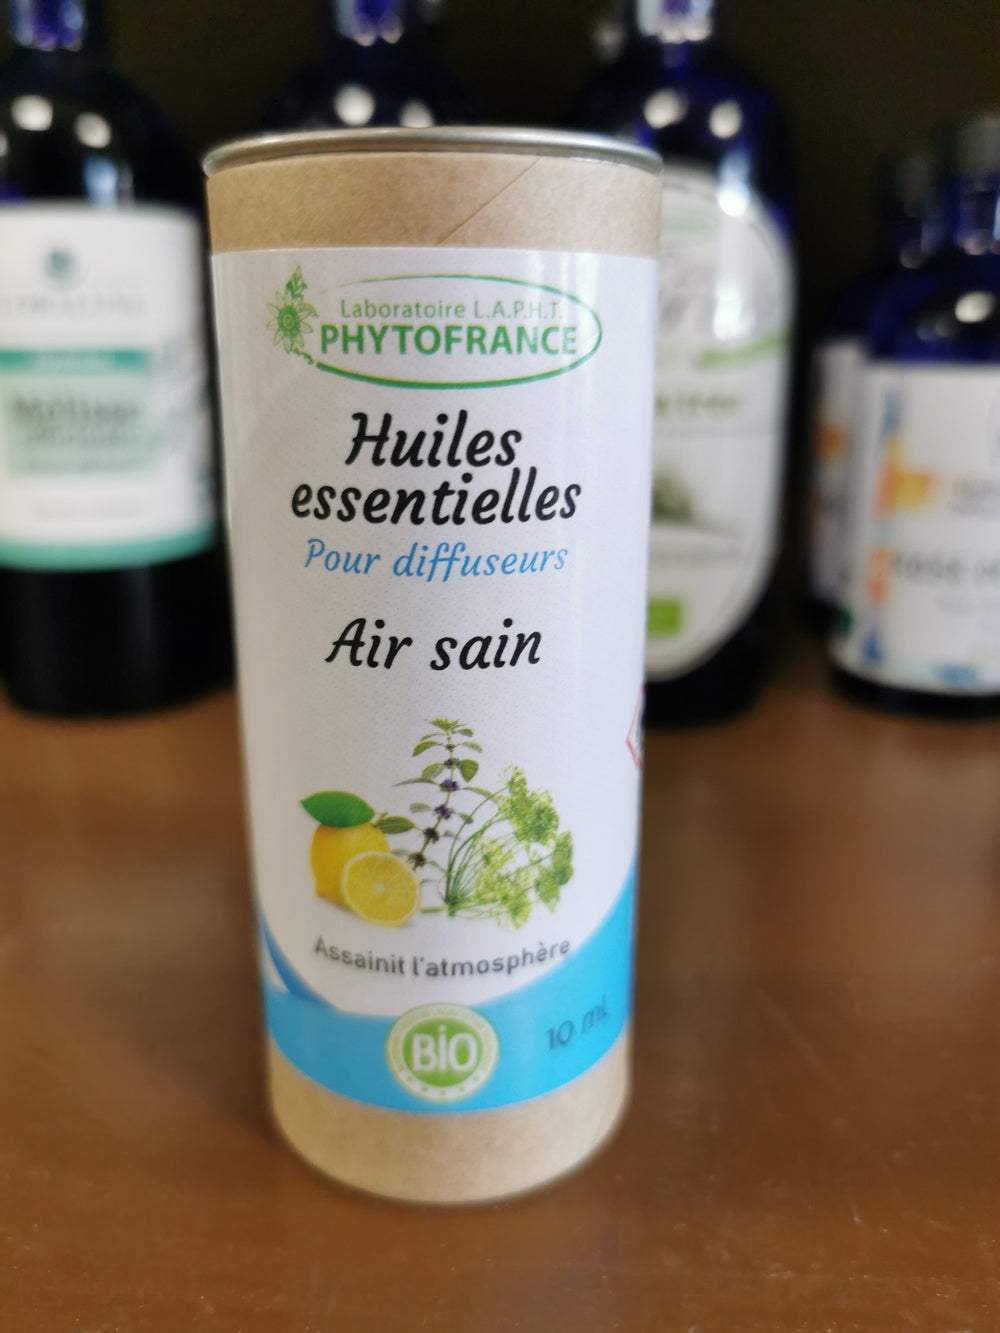 Laboratoire L.A.P.H.T.
PHYTOFRANCE
Huiles
essentielles
Pour diffuseurs
Air sain
Assainit l'atmosphère
BIO
10 mL